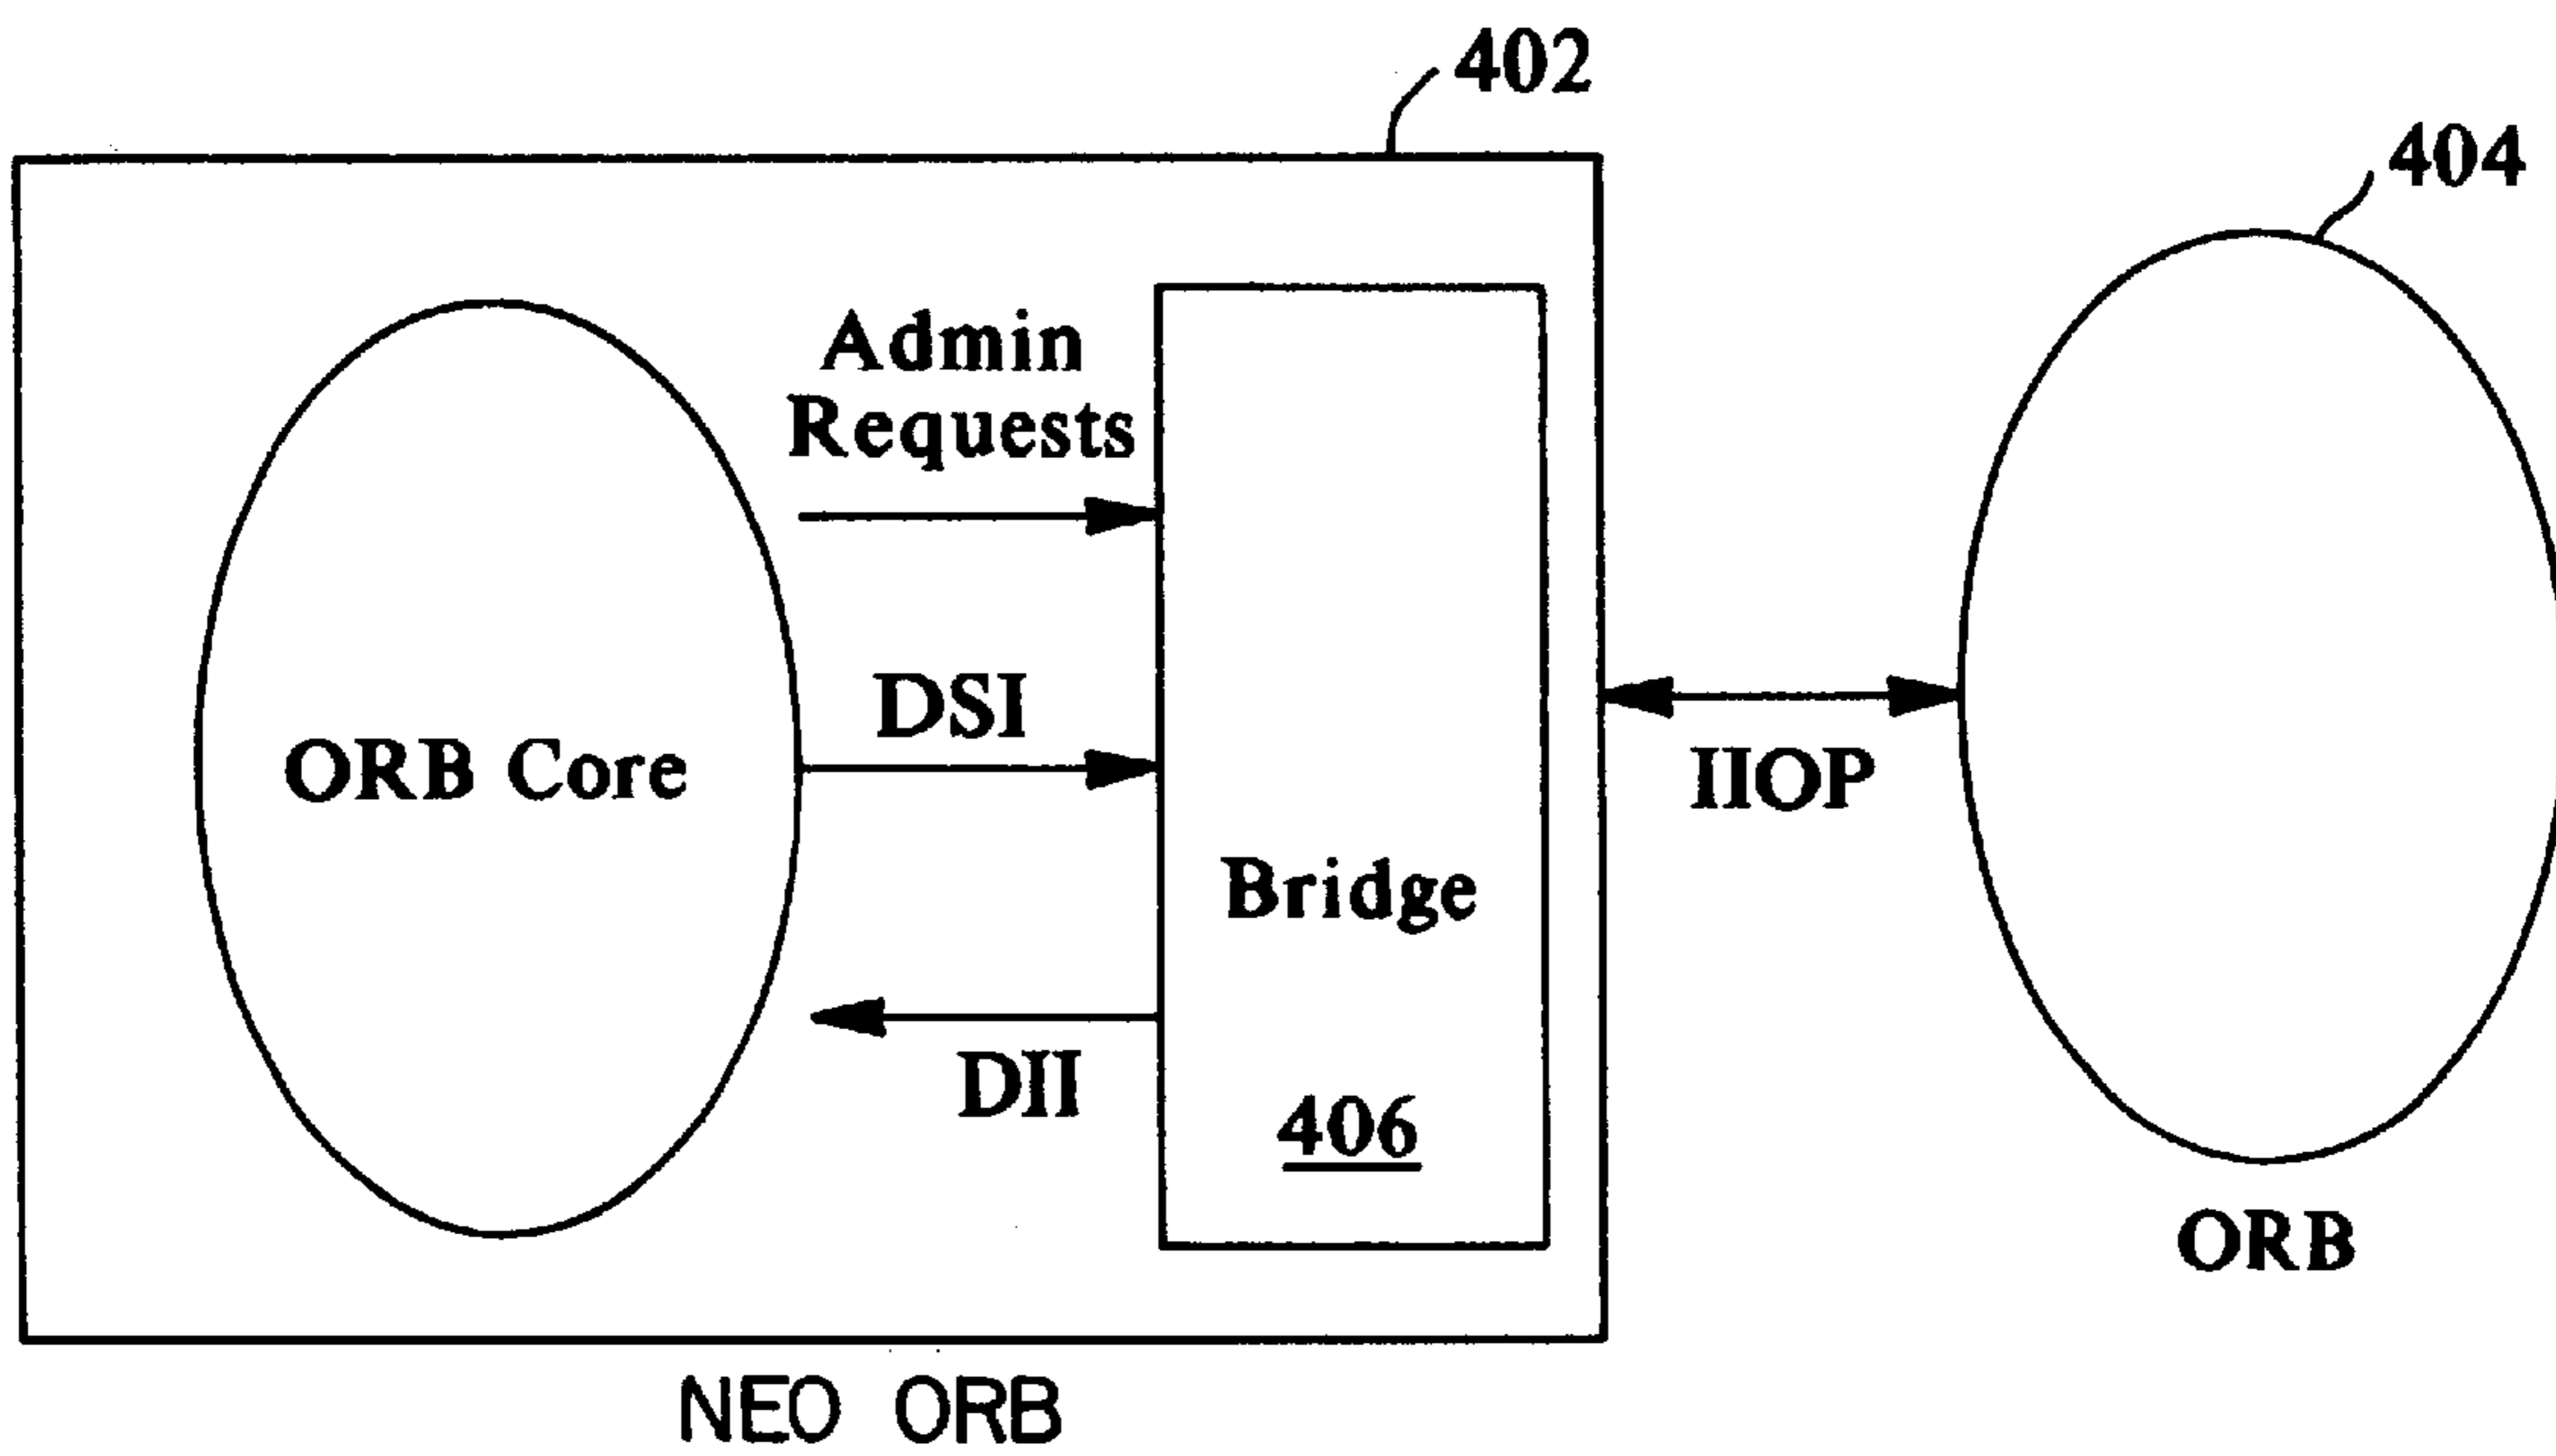 402
404
Admin
Requests
DSI
ORB Core
IIOP
Bridge
DII
406
ORB
NEO ORB